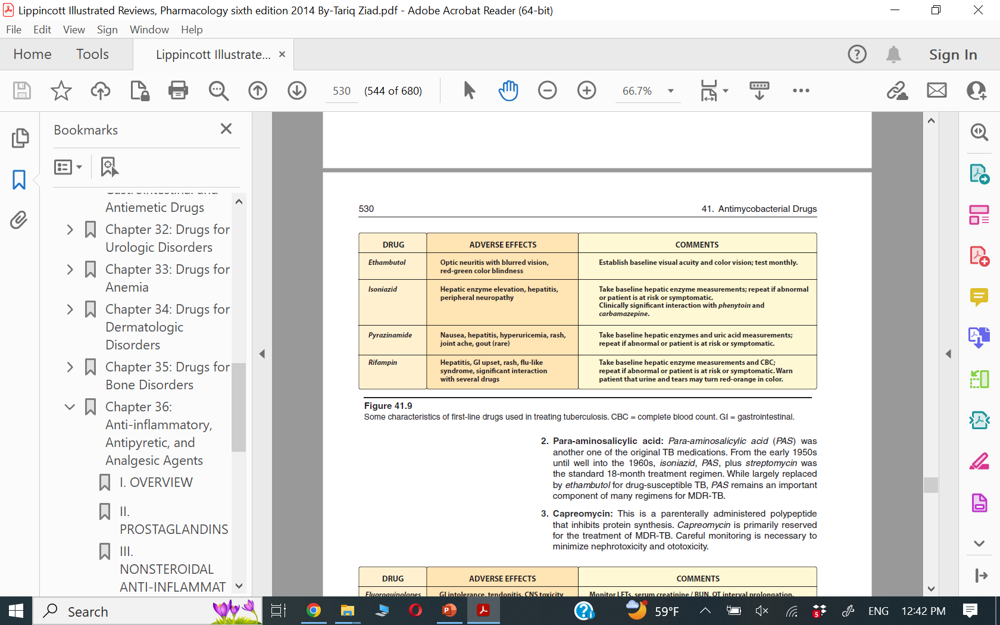 Lippincott Illustrated Reviews, Pharmacology sixth edition 2014 By-Tariq Ziad.pdf - Adobe Acrobat Reader (64-bit)
File Edit View Sign Window Help
Home Tools Lippincott Illustrate... × Sign In
530 (544 of 680) 66.7%
Bookmarks
Gastrointestinal and
Antiemetic Drugs
Chapter 32: Drugs for
Urologic Disorders
Chapter 33: Drugs for
Anemia
Chapter 34: Drugs for
Dermatologic
Disorders
Chapter 35: Drugs for
Bone Disorders
Chapter 36:
Anti-inflammatory,
Antipyretic, and
Analgesic Agents
I. OVERVIEW
II.
PROSTAGLANDINS
III.
NONSTEROIDAL
ANTI-INFLAMMAT
530 41. Antimycobacterial Drugs
DRUG ADVERSE EFFECTS COMMENTS
Ethambutol Optic neuritis with blurred vision, Establish baseline visual acuity and color vision; test monthly.
red-green color blindness
Isoniazid Hepatic enzyme elevation, hepatitis, Take baseline hepatic enzyme measurements; repeat if abnormal
peripheral neuropathy or patient is at risk or symptomatic.
Clinically significant interaction with phenytoin and
carbamazepine.
Pyrazinamide Nausea, hepatitis, hyperuricemia, rash, Take baseline hepatic enzymes and uric acid measurements;
joint ache, gout (rare) repeat if abnormal or patient is at risk or symptomatic.
Rifampin Hepatitis, GI upset, rash, flu-like Take baseline hepatic enzyme measurements and CBC;
syndrome, significant interaction repeat if abnormal or patient is at risk or symptomatic. Warn
with several drugs patient that urine and tears may turn red-orange in color.
Figure 41.9
Some characteristics of first-line drugs used in treating tuberculosis. CBC = complete blood count. GI = gastrointestinal.
2. Para-aminosalicylic acid: Para-aminosalicylic acid (PAS) was
another one of the original TB medications. From the early 1950s
until well into the 1960s, isoniazid, PAS, plus streptomycin was
the standard 18-month treatment regimen. While largely replaced
by ethambutol for drug-susceptible TB, PAS remains an important
component of many regimens for MDR-TB.
3. Capreomycin: This is a parenterally administered polypeptide
that inhibits protein synthesis. Capreomycin is primarily reserved
for the treatment of MDR-TB. Careful monitoring is necessary to
minimize nephrotoxicity and ototoxicity.
DRUG ADVERSE EFFECTS COMMENTS
Fluoroquinolones GI intolerance, tendonitis, CNS toxicity Monitor LFTs, serum creatinine / BUN, QT interval prolongation.
Search 59°F 5 ENG 12:42 PM